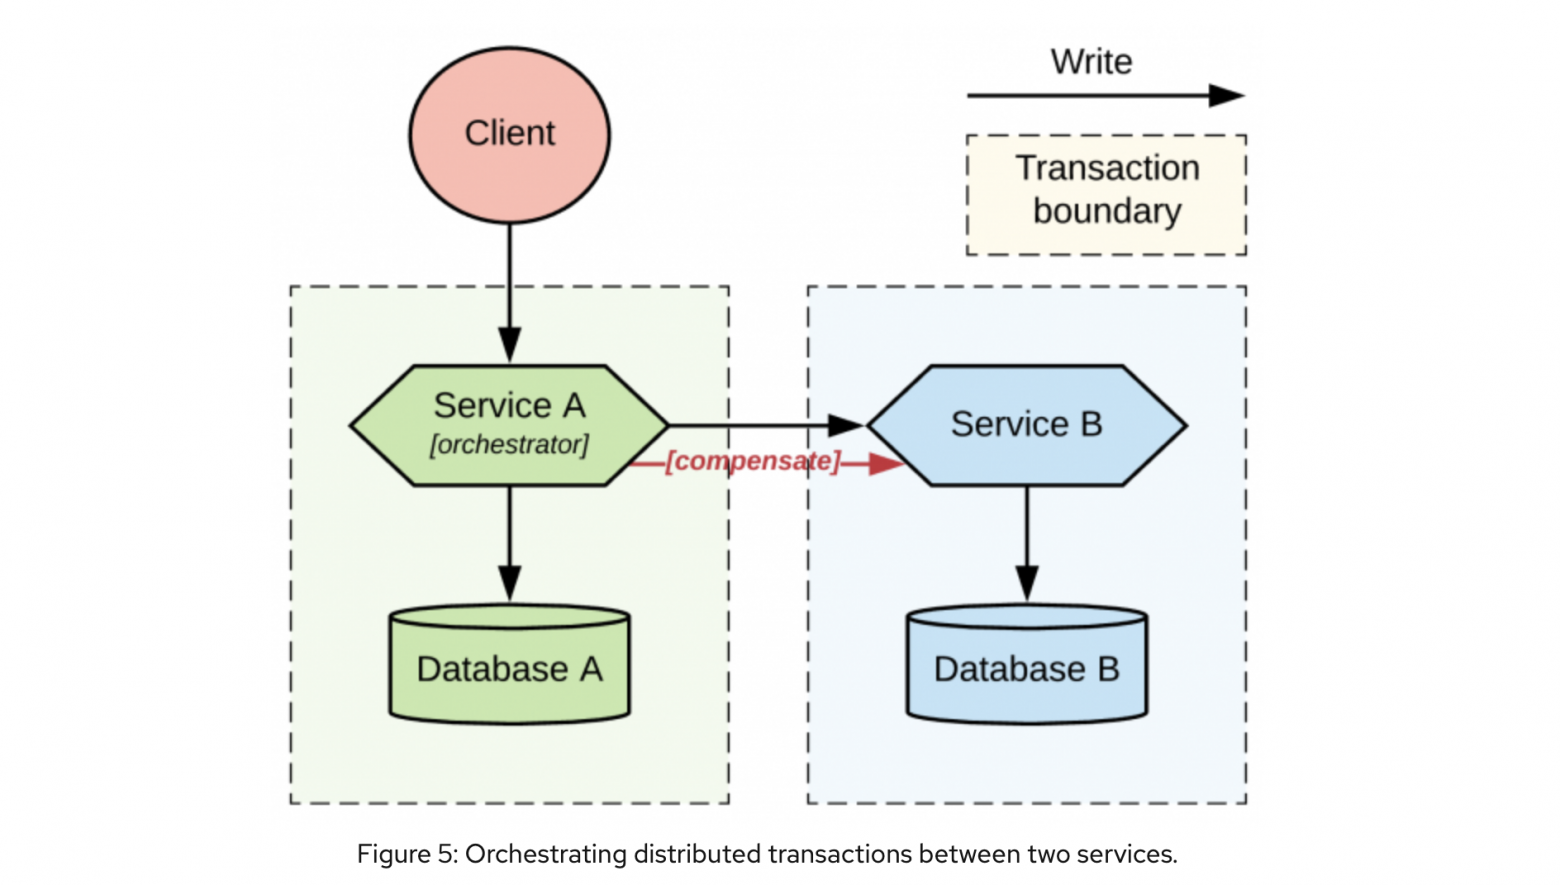 Client
Write
Transaction
boundary
Service A
[orchestrator]
[compensate]
Service B
Database A
Database B
Figure 5: Orchestrating distributed transactions between two services.